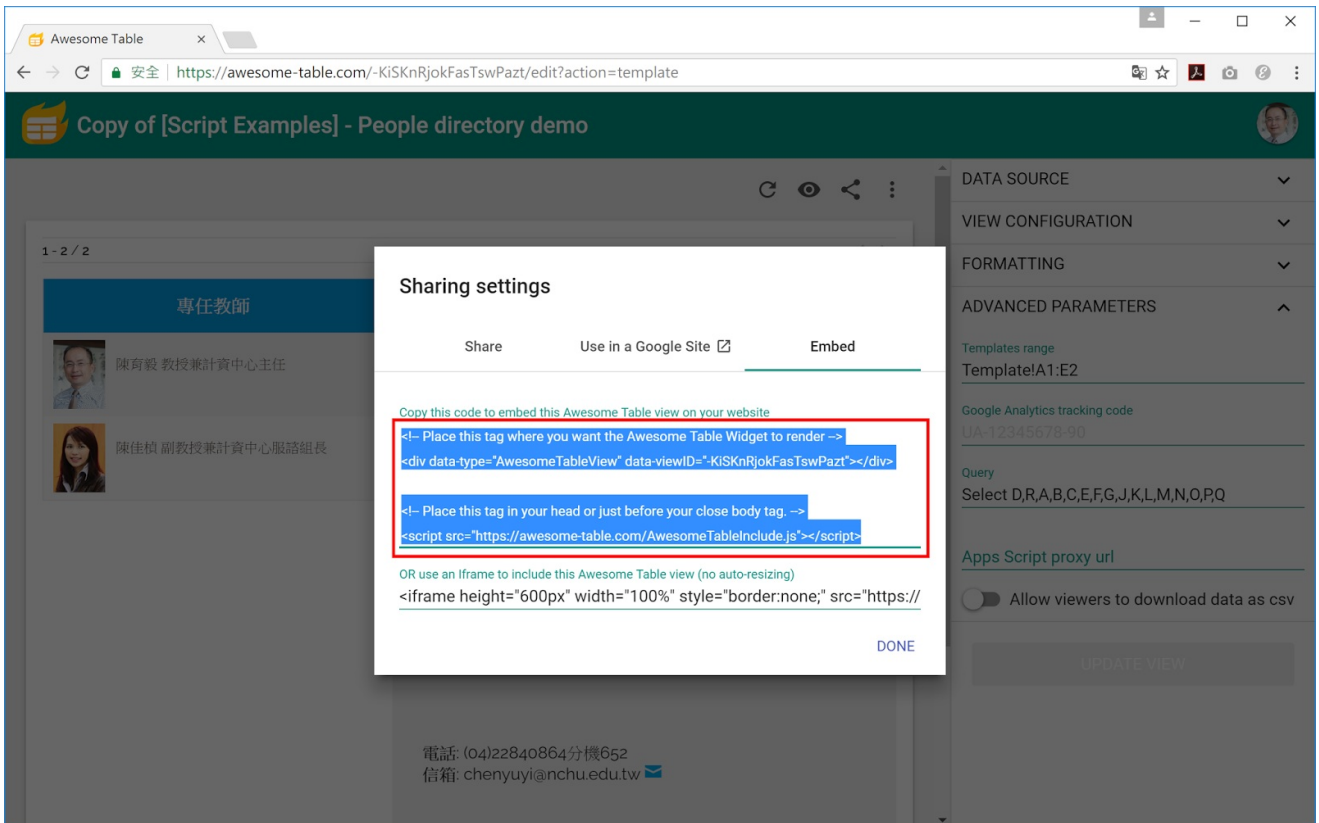 Awesome Table
安全 | https://awesome-table.com/-KiSKnRjokFasTswPazt/edit?action=template
Copy of [Script Examples] - People directory demo
1-2 / 2
專任教師
陳育毅 教授兼計資中心主任
陳佳楨 副教授兼計資中心服諮組長
電話: (04)22840864分機652
信箱: chenyuyi@nchu.edu.tw
Sharing settings
Share
Use in a Google Site
Embed
Copy this code to embed this Awesome Table view on your website
<!-- Place this tag where you want the Awesome Table Widget to render -->
<div data-type="AwesomeTableView" data-viewID="-KiSKnRjokFasTswPazt"></div>
<!-- Place this tag in your head or just before your close body tag. -->
<script src="https://awesome-table.com/AwesomeTableInclude.js"></script>
OR use an Iframe to include this Awesome Table view (no auto-resizing)
<iframe height="600px" width="100%" style="border:none;" src="https://
DONE
DATA SOURCE
VIEW CONFIGURATION
FORMATTING
ADVANCED PARAMETERS
Templates range
Template!A1:E2
Google Analytics tracking code
UA-12345678-90
Query
Select D,R,A,B,C,E,F,G,J,K,L,M,N,O,P,Q
Apps Script proxy url
Allow viewers to download data as csv
UPDATE VIEW